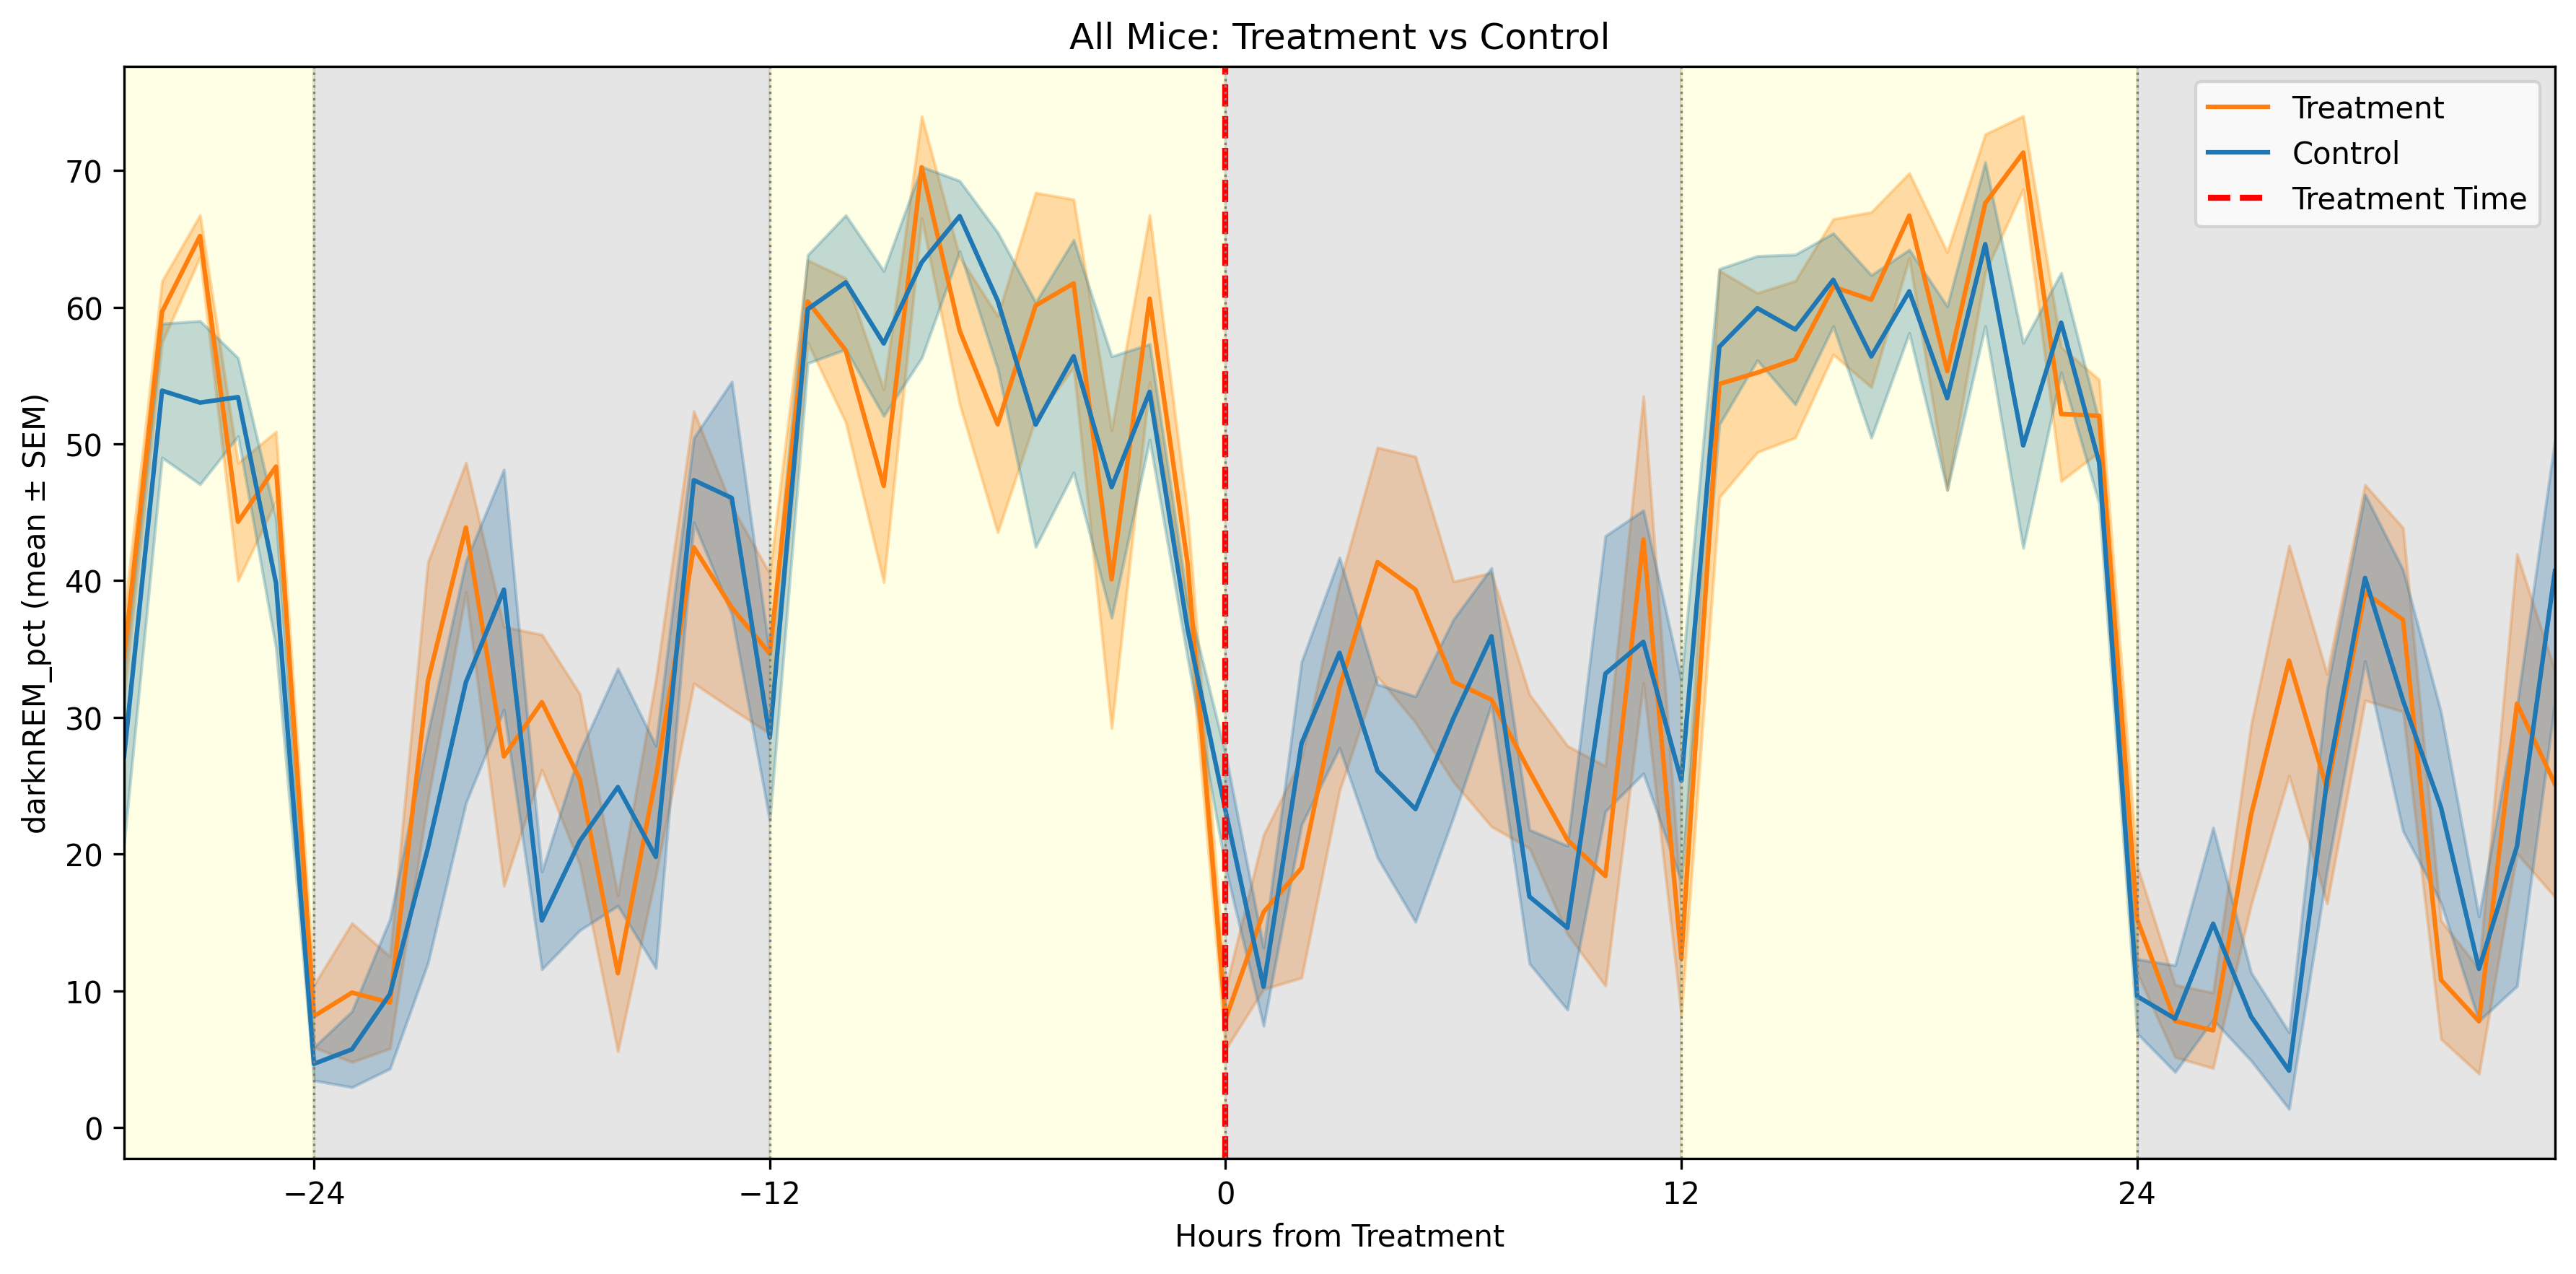 All Mice: Treatment vs Control
Treatment
Control
Treatment Time
darknREM_pct (mean ± SEM)
70
60
50
40
30
20
10
0
−24
−12
0
12
24
Hours from Treatment